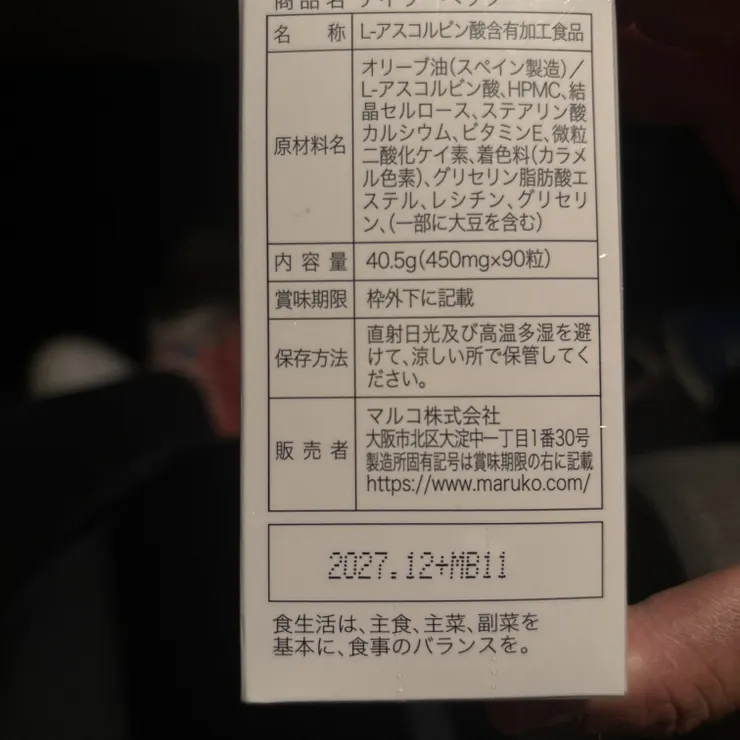 商品名
名 称 L-アスコルビン酸含有加工食品
原材料名
オリーブ油(スペイン製造)/
L-アスコルビン酸、HPMC、結
晶セルロース、ステアリン酸
カルシウム、ビタミンE、微粒
二酸化ケイ素、着色料(カラメ
ル色素)、グリセリン脂肪酸エ
ステル、レシチン、グリセリ
ン、(一部に大豆を含む)
内容量 40.5g(450mg×90粒)
賞味期限 枠外下に記載
保存方法
直射日光及び高温多湿を避
けて、涼しい所で保管してく
ださい。
販売者
マルコ株式会社
大阪市北区大淀中一丁目1番30号
製造所固有記号は賞味期限の右に記載
https://www.maruko.com/
2027.12+MB11
食生活は、主食、主菜、副菜を
基本に、食事のバランスを。